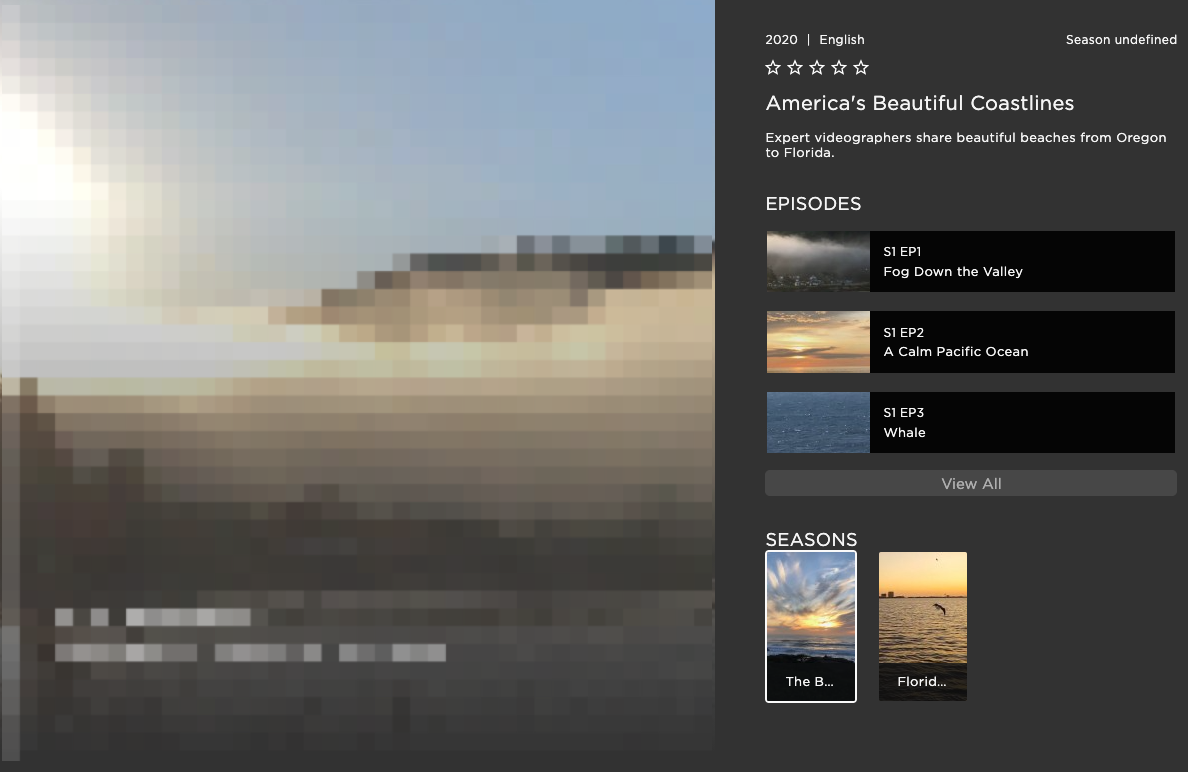 2020 | English
Season undefined
America's Beautiful Coastlines
Expert videographers share beautiful beaches from Oregon
to Florida.
EPISODES
S1 EP1
Fog Down the Valley
S1 EP2
A Calm Pacific Ocean
S1 EP3
Whale
View All
SEASONS
The B...
Florid...